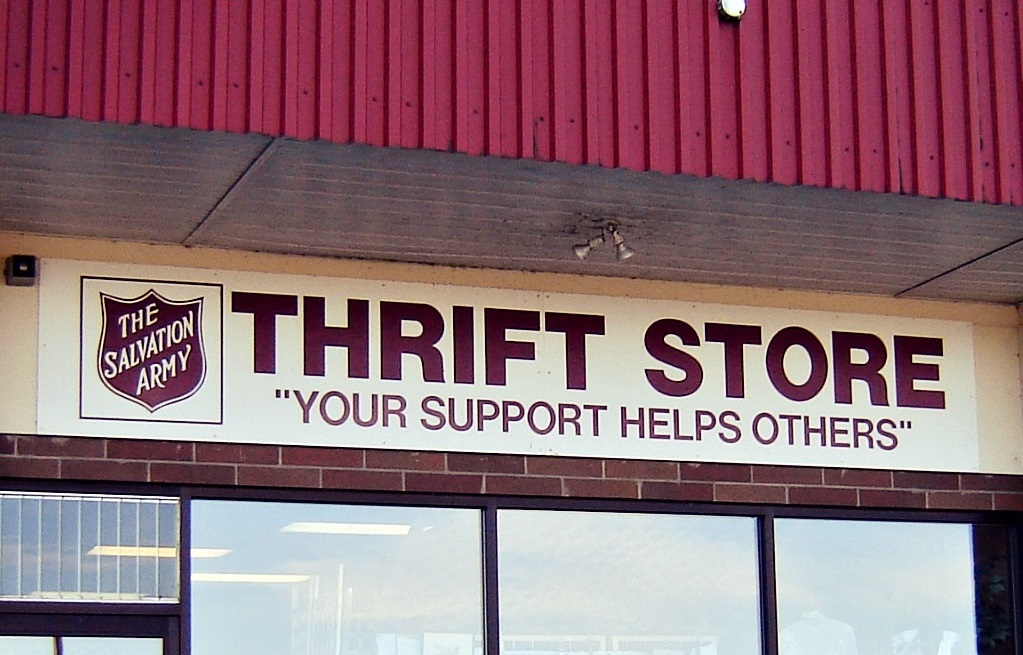 THE
SALVATION
ARMY
THRIFT STORE
"YOUR SUPPORT HELPS OTHERS"